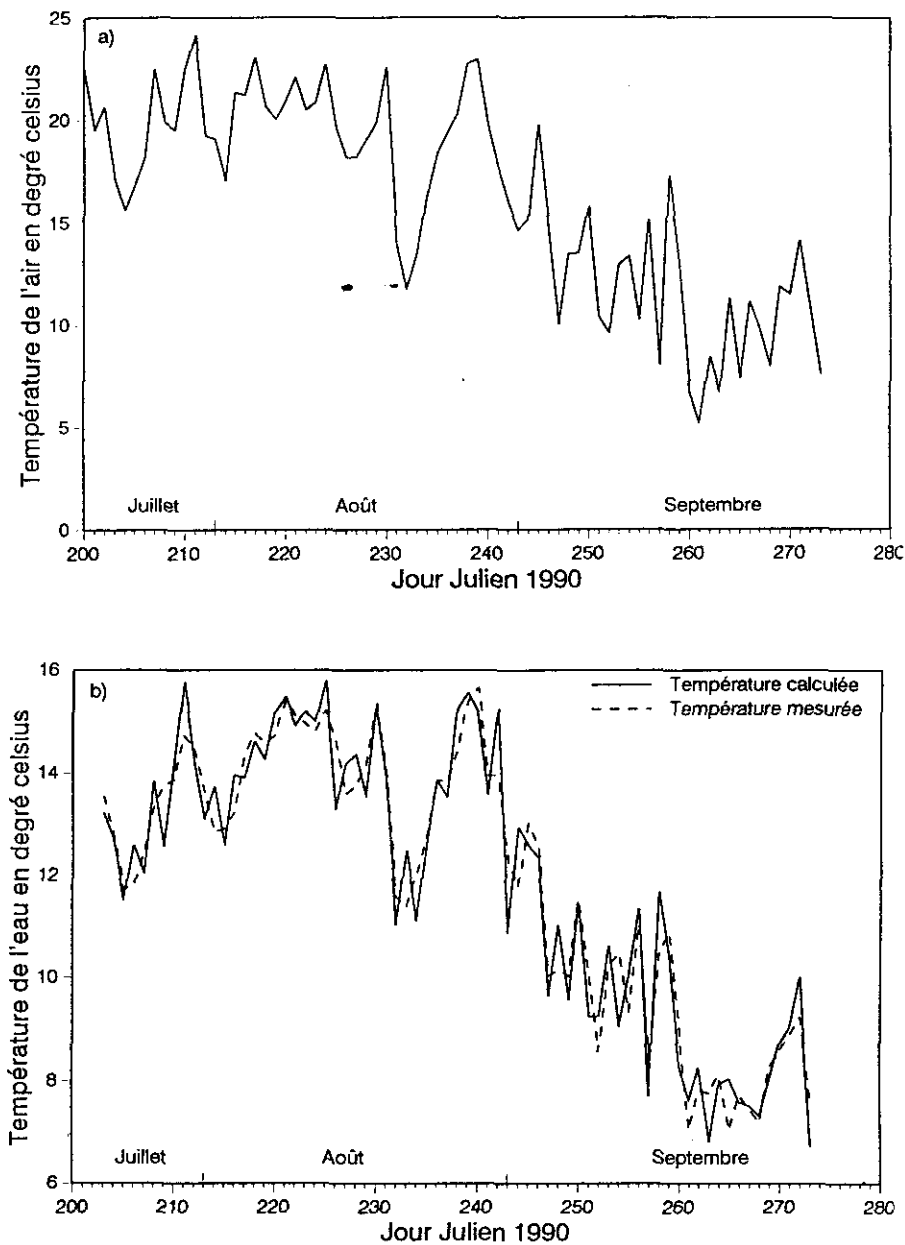 a)
Température de l'air en degré celsius
25
20
15
10
5
0
Juillet
Août
Septembre
200
210
220
230
240
250
260
270
280
Jour Julien 1990
b)
Température de l'eau en degré celsius
16
14
12
10
8
6
Température calculée
Température mesurée
Juillet
Août
Septembre
200
210
220
230
240
250
260
270
280
Jour Julien 1990